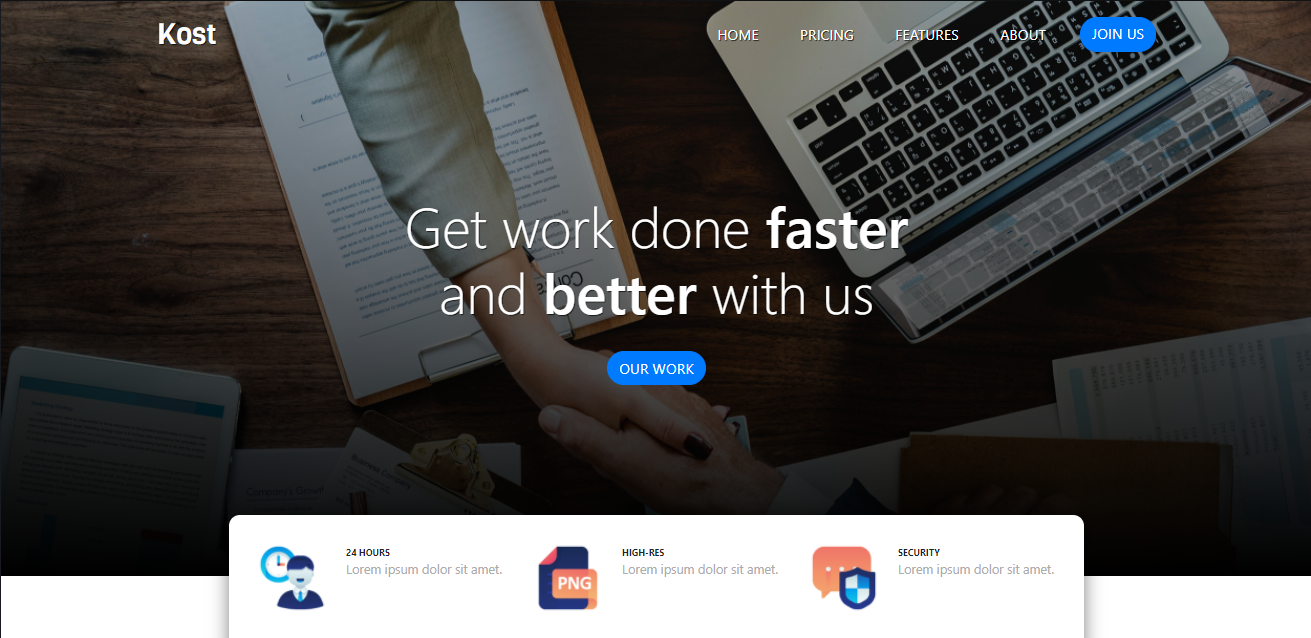 Kost
HOME PRICING FEATURES ABOUT JOIN US
Get work done faster
and better with us
OUR WORK
24 HOURS
Lorem ipsum dolor sit amet.
PNG
HIGH-RES
Lorem ipsum dolor sit amet.
SECURITY
Lorem ipsum dolor sit amet.